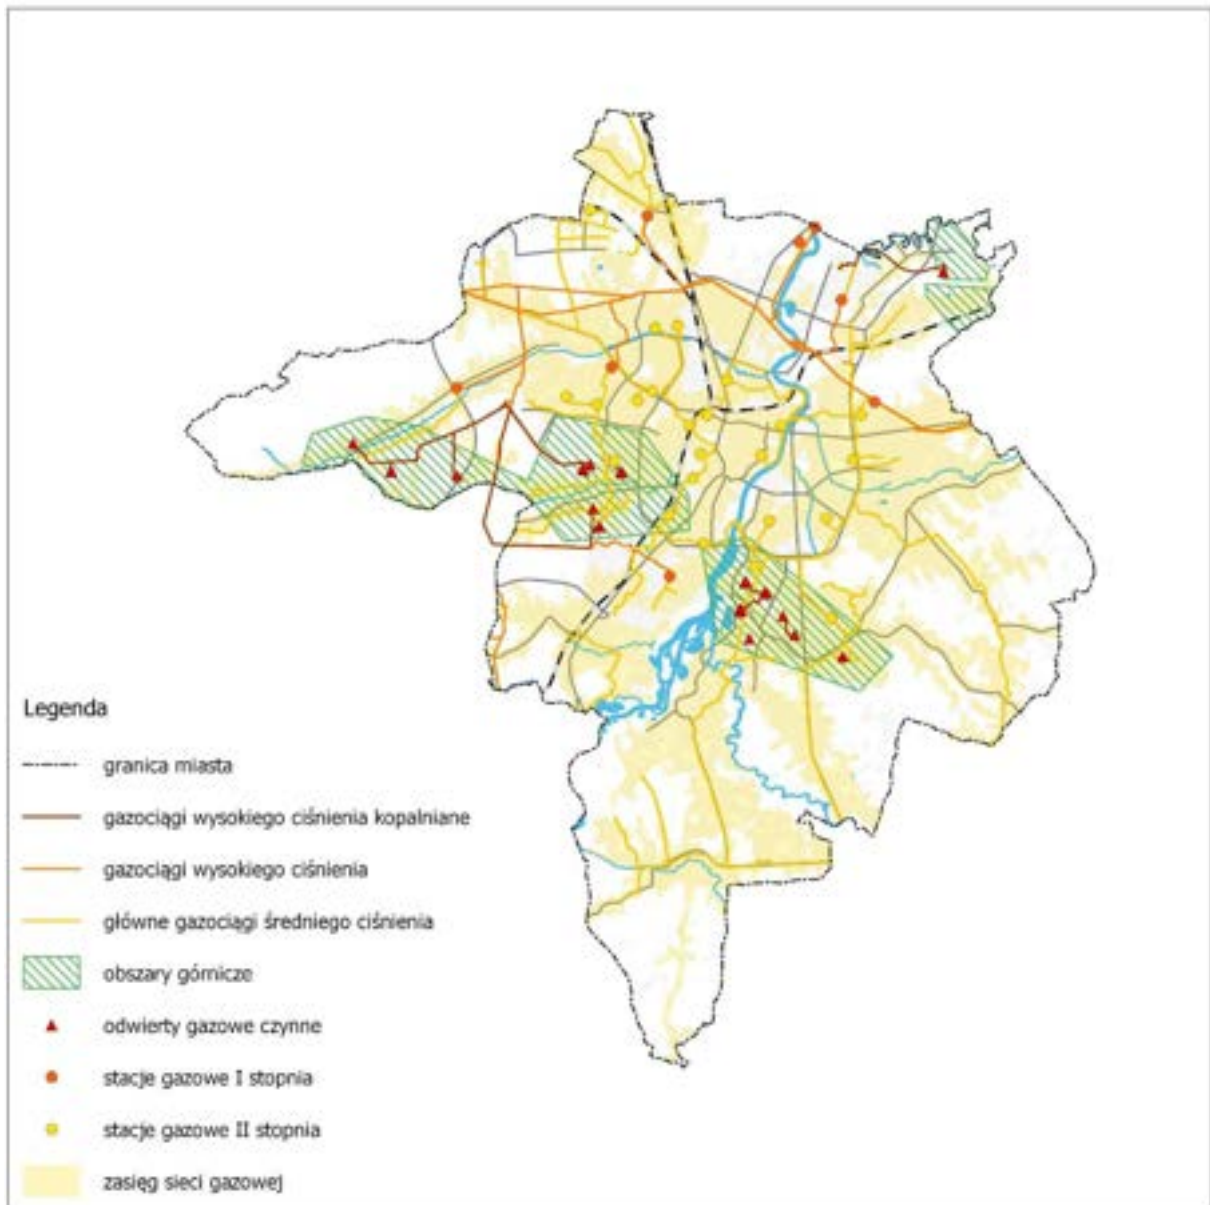 Legenda
granica miasta
gazociągi wysokiego ciśnienia kopalniane
gazociągi wysokiego ciśnienia
główne gazociągi średniego ciśnienia
obszary górnicze
odwierty gazowe czynne
stacje gazowe I stopnia
stacje gazowe II stopnia
zasięg sieci gazowej